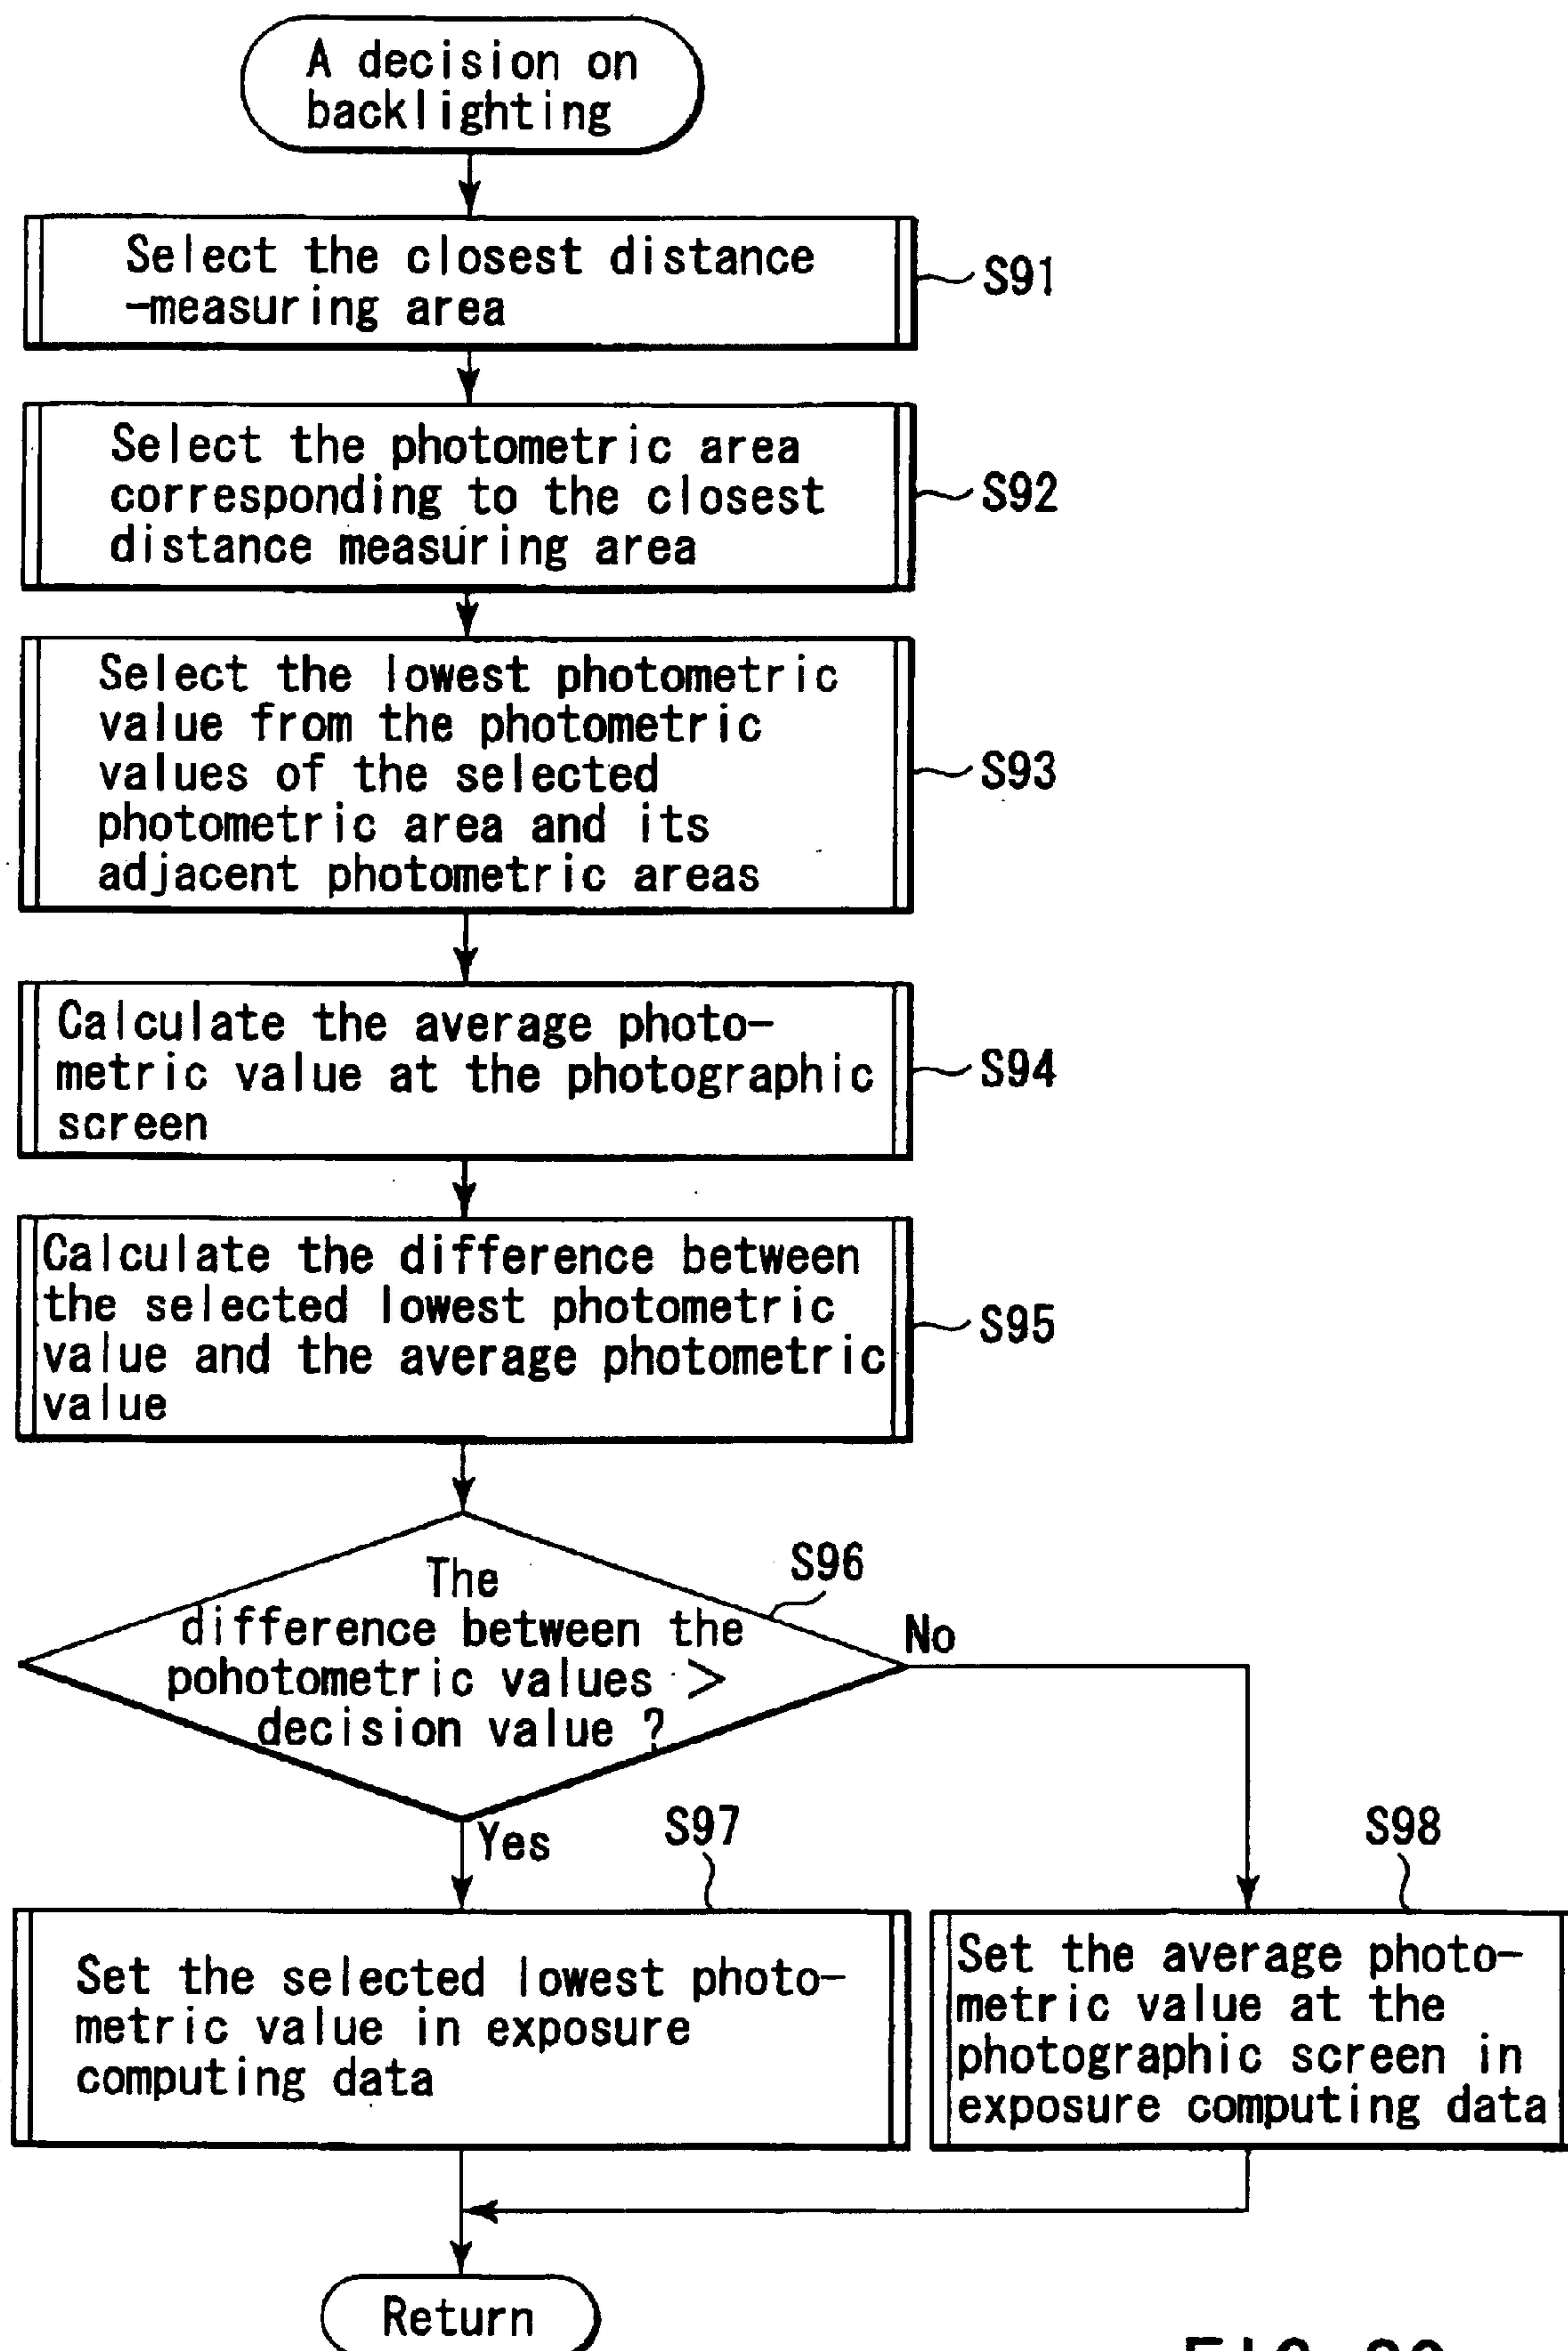 A decision on
backlighting
Select the closest distance
-measuring area
S91
Select the photometric area
corresponding to the closest
distance measuring area
S92
Select the lowest photometric
value from the photometric
values of the selected
photometric area and its
adjacent photometric areas
S93
Calculate the average photo-
metric value at the photographic
screen
S94
Calculate the difference between
the selected lowest photometric
value and the average photometric
value
S95
S96
The
difference between the
pohotometric values >
decision value ?
No
Yes
S97
S98
Set the selected lowest photo-
metric value in exposure
computing data
Set the average photo-
metric value at the
photographic screen in
exposure computing data
Return